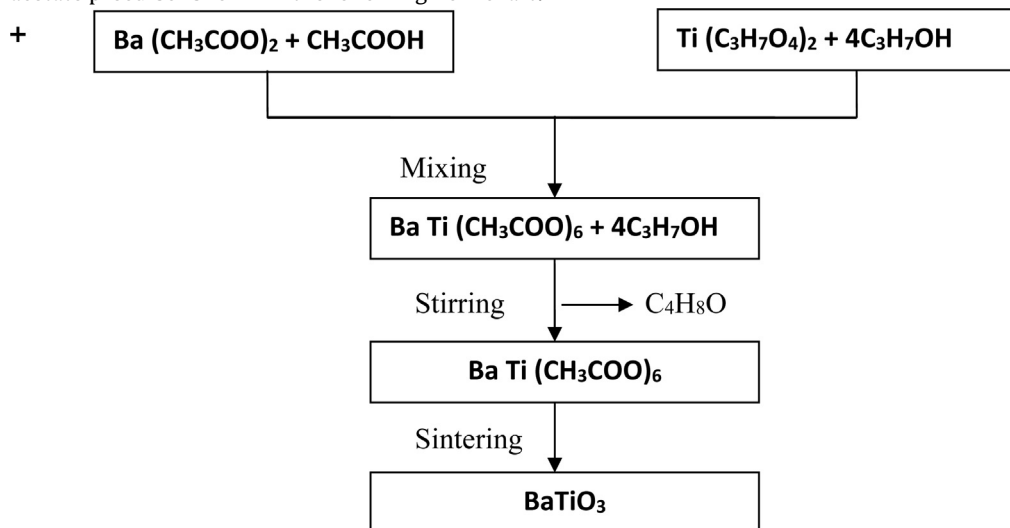 +
Ba (CH₃COO)₂ + CH₃COOH
Ti (C₃H₇O₄)₂ + 4C₃H₇OH
Mixing
Ba Ti (CH₃COO)₆ + 4C₃H₇OH
Stirring
C₄H₈O
Ba Ti (CH₃COO)₆
Sintering
BaTiO₃